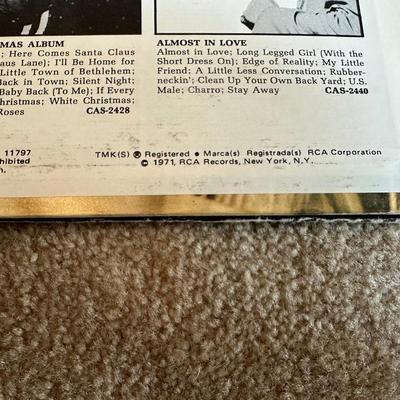 MAS ALBUM
; Here Comes Santa Claus
aus Lane); I'll Be Home for
Little Town of Bethlehem;
Back in Town; Silent Night;
Baby Back (To Me); If Every
Christmas; White Christmas;
Roses CAS-2428
ALMOST IN LOVE
Almost in Love; Long Legged Girl (With the
Short Dress On); Edge of Reality; My Little
Friend; A Little Less Conversation; Rubber-
neckin'; Clean Up Your Own Back Yard; U.S.
Male; Charro; Stay Away CAS-2440
11797
hibited
n.
TMK(S) ® Registered • Marca(s) Registrada(s) RCA Corporation
© 1971, RCA Records, New York, N.Y.